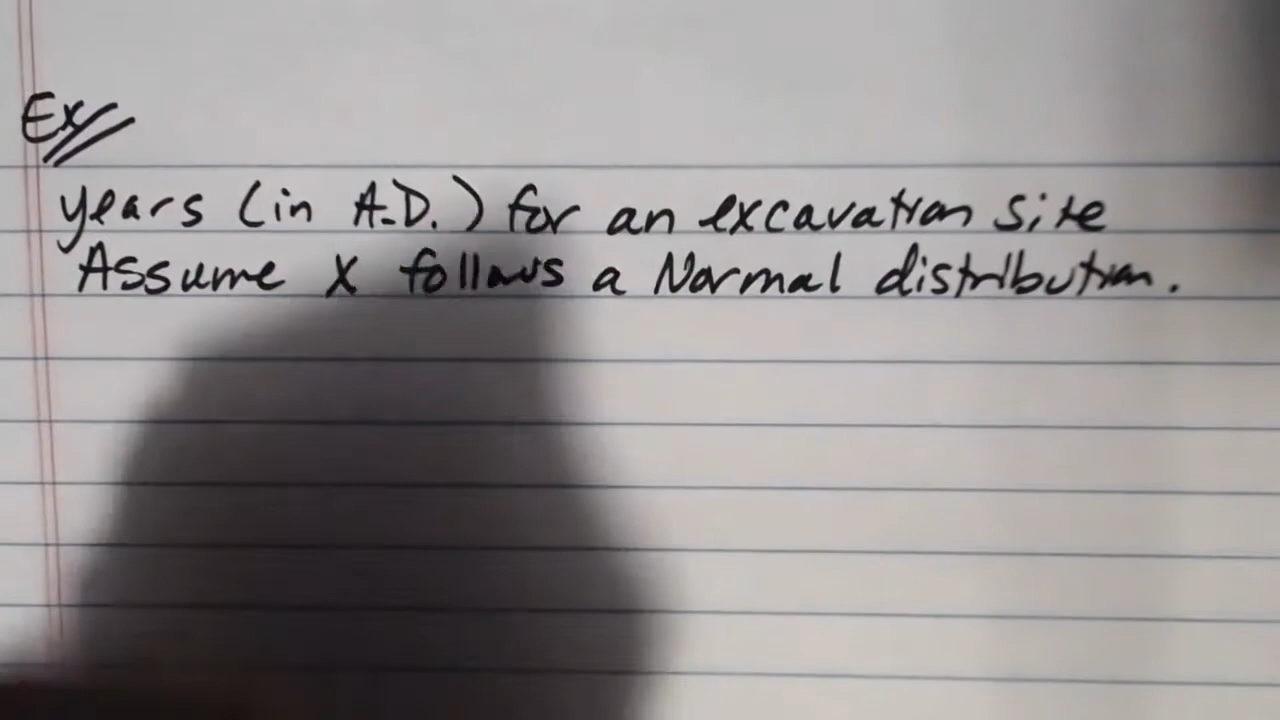 Ex
years (in A.D.) for an excavation site
Assume X follows a Normal distribution.